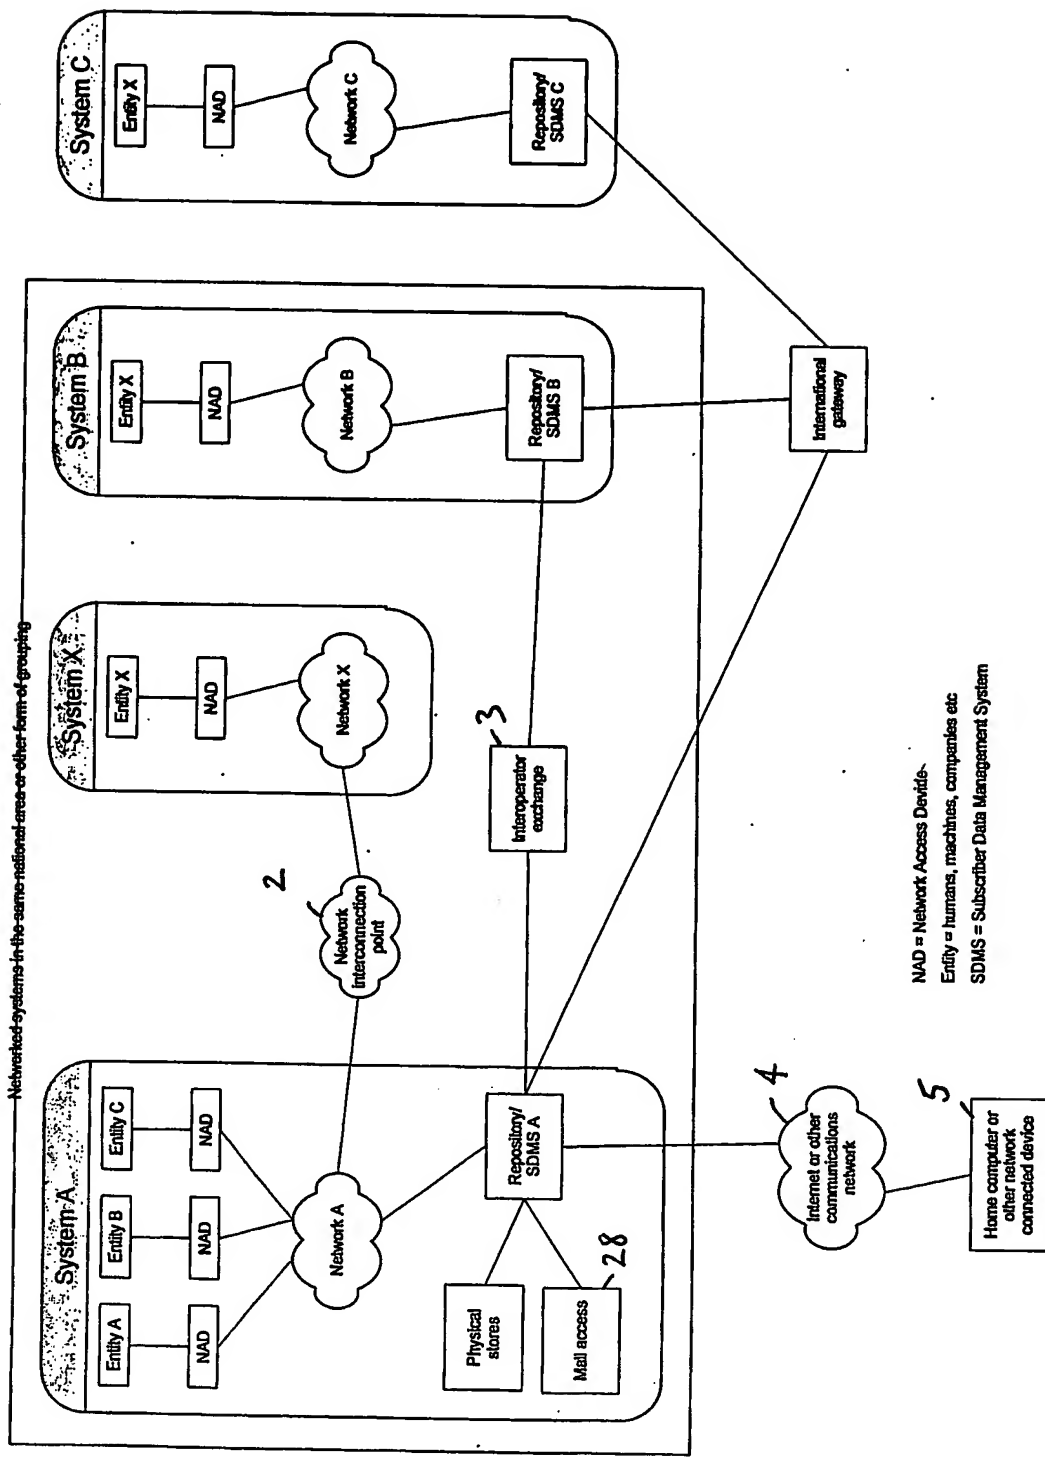 Networked systems in the same national area or other form of grouping
System A
Entity A
Entity B
Entity C
NAD
NAD
NAD
Network A
Physical
stores
Mail access
28
Repository/
SDMS A
Network
interconnection
point
2
System X
Entity X
NAD
Network X
Interoperator
exchange
3
System B
Entity X
NAD
Network B
Repository/
SDMS B
System C
Entity X
NAD
Network C
Repository/
SDMS C
International
gateway
Internet or other
communications
network
4
Home computer or
other network
connected device
5
NAD = Network Access Devide
Entity = humans, machines, companies etc
SDMS = Subscriber Data Management System